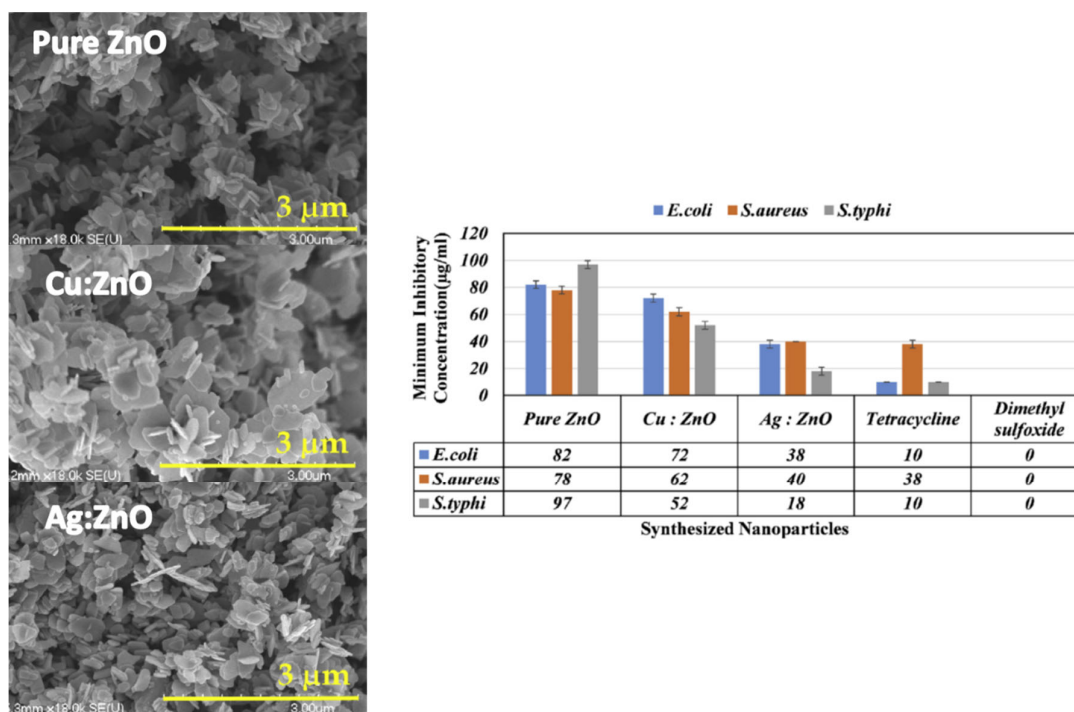 Pure ZnO
3 μm
3mm x18.0k SE(U)
3.00um
Cu:ZnO
3 μm
2mm x18.0k SE(U)
3.00um
Ag:ZnO
3 μm
5.3mm x18.0k SE(U)
3.00um
E.coli S.aureus S.typhi
Minimum Inhibitory
Concentration(μg/ml)
120
100
80
60
40
20
0
Pure ZnO Cu : ZnO Ag : ZnO Tetracycline Dimethyl
sulfoxide
E.coli 82 72 38 10 0
S.aureus 78 62 40 38 0
S.typhi 97 52 18 10 0
Synthesized Nanoparticles